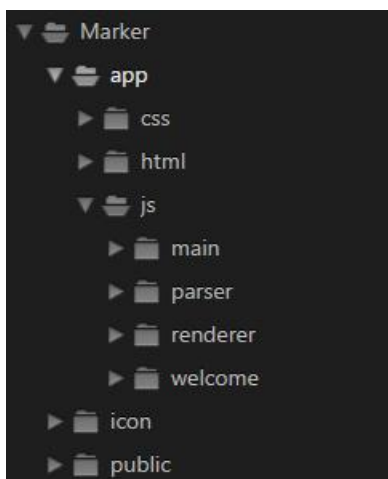 Marker
app
css
html
js
main
parser
renderer
welcome
icon
public